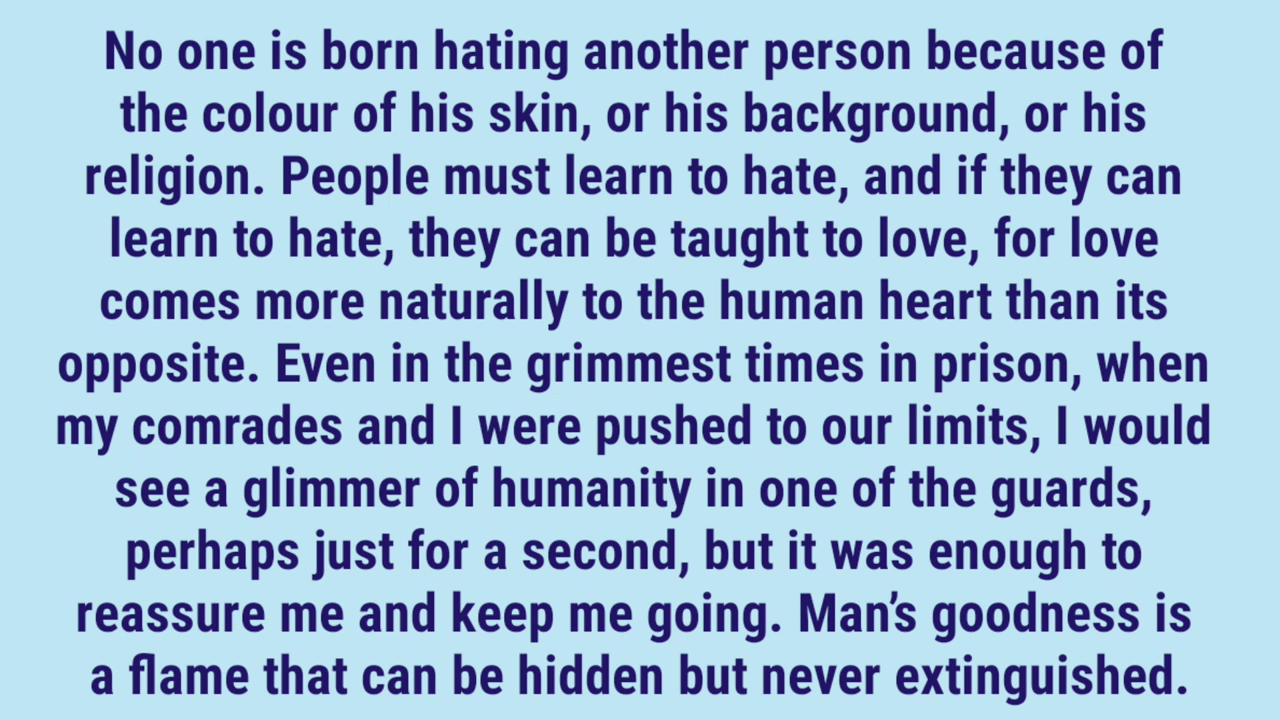 No one is born hating another person because of
the colour of his skin, or his background, or his
religion. People must learn to hate, and if they can
learn to hate, they can be taught to love, for love
comes more naturally to the human heart than its
opposite. Even in the grimmest times in prison, when
my comrades and I were pushed to our limits, I would
see a glimmer of humanity in one of the guards,
perhaps just for a second, but it was enough to
reassure me and keep me going. Man’s goodness is
a flame that can be hidden but never extinguished.